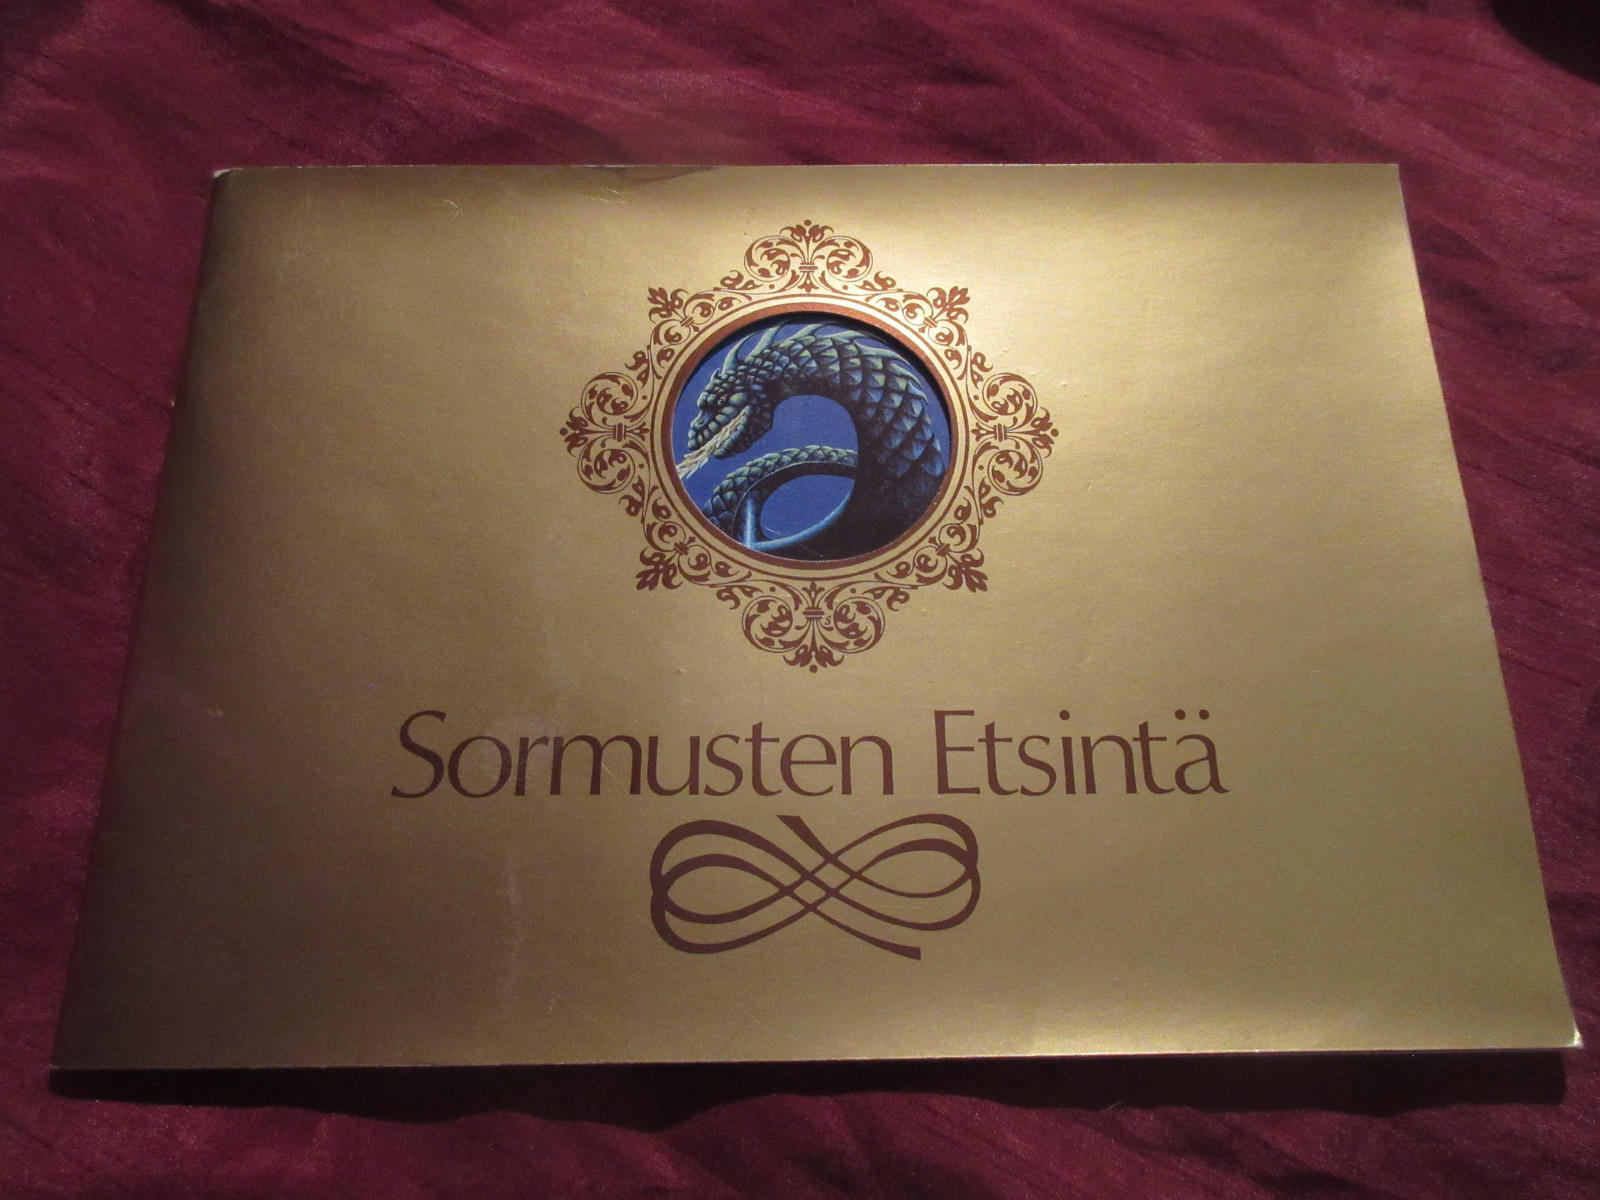 Sormusten Etsintä